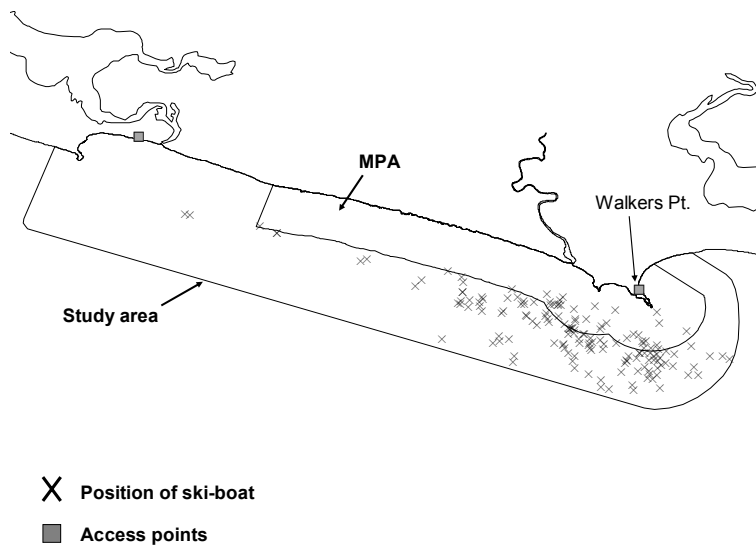 MPA
Walkers Pt.
Study area
Position of ski-boat
Access points